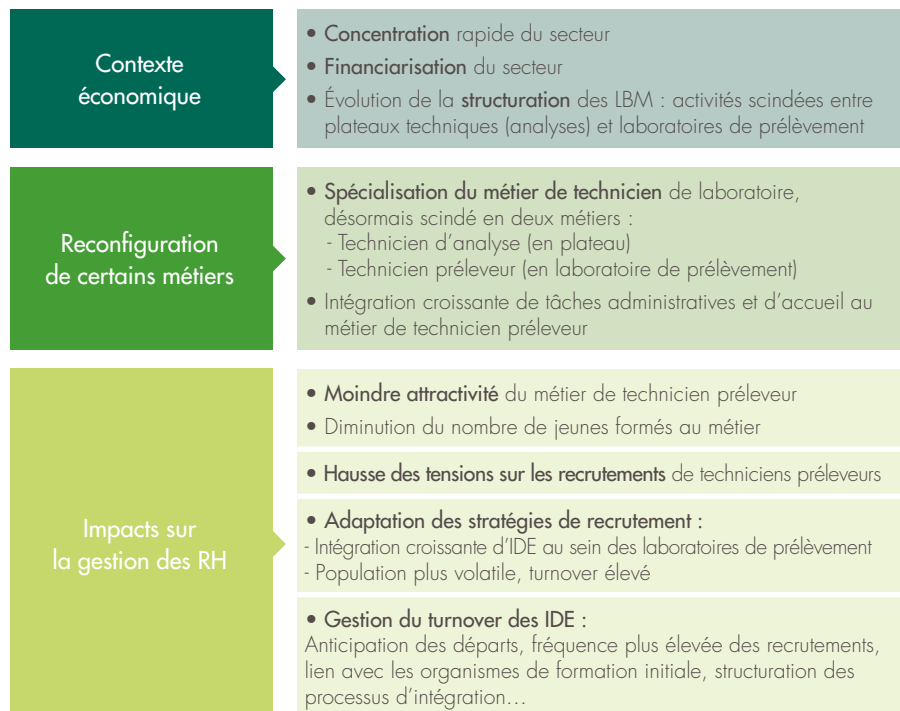 Contexte
économique
• Concentration rapide du secteur
• Financiarisation du secteur
• Évolution de la structuration des LBM : activités scindées entre
plateaux techniques (analyses) et laboratoires de prélèvement
Reconfiguration
de certains métiers
• Spécialisation du métier de technicien de laboratoire,
désormais scindé en deux métiers :
- Technicien d’analyse (en plateau)
- Technicien préleveur (en laboratoire de prélèvement)
• Intégration croissante de tâches administratives et d’accueil au
métier de technicien préleveur
Impacts sur
la gestion des RH
• Moindre attractivité du métier de technicien préleveur
• Diminution du nombre de jeunes formés au métier
• Hausse des tensions sur les recrutements de techniciens préleveurs
• Adaptation des stratégies de recrutement :
- Intégration croissante d’IDE au sein des laboratoires de prélèvement
- Population plus volatile, turnover élevé
• Gestion du turnover des IDE :
Anticipation des départs, fréquence plus élevée des recrutements,
lien avec les organismes de formation initiale, structuration des
processus d’intégration…